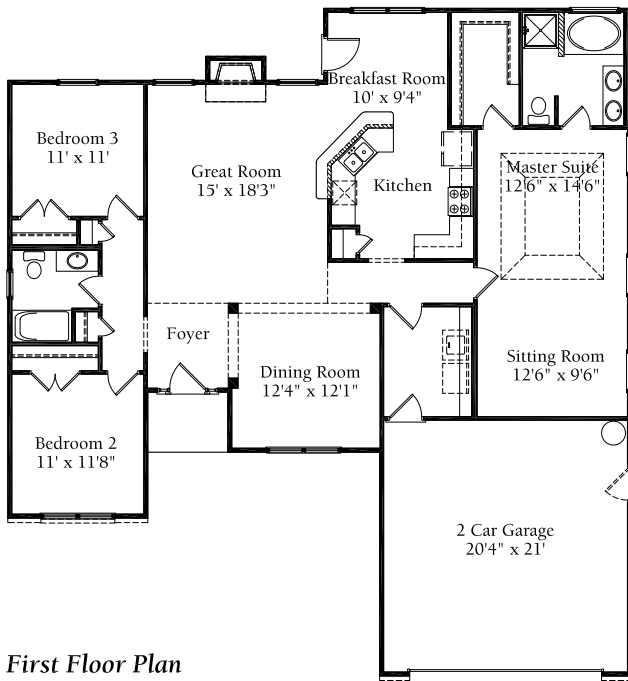 Breakfast Room
10' x 9'4"
Bedroom 3
11' x 11'
Great Room
15' x 18'3"
Kitchen
Master Suite
12'6" x 14'6"
Foyer
Dining Room
12'4" x 12'1"
Sitting Room
12'6" x 9'6"
Bedroom 2
11' x 11'8"
2 Car Garage
20'4" x 21'
First Floor Plan